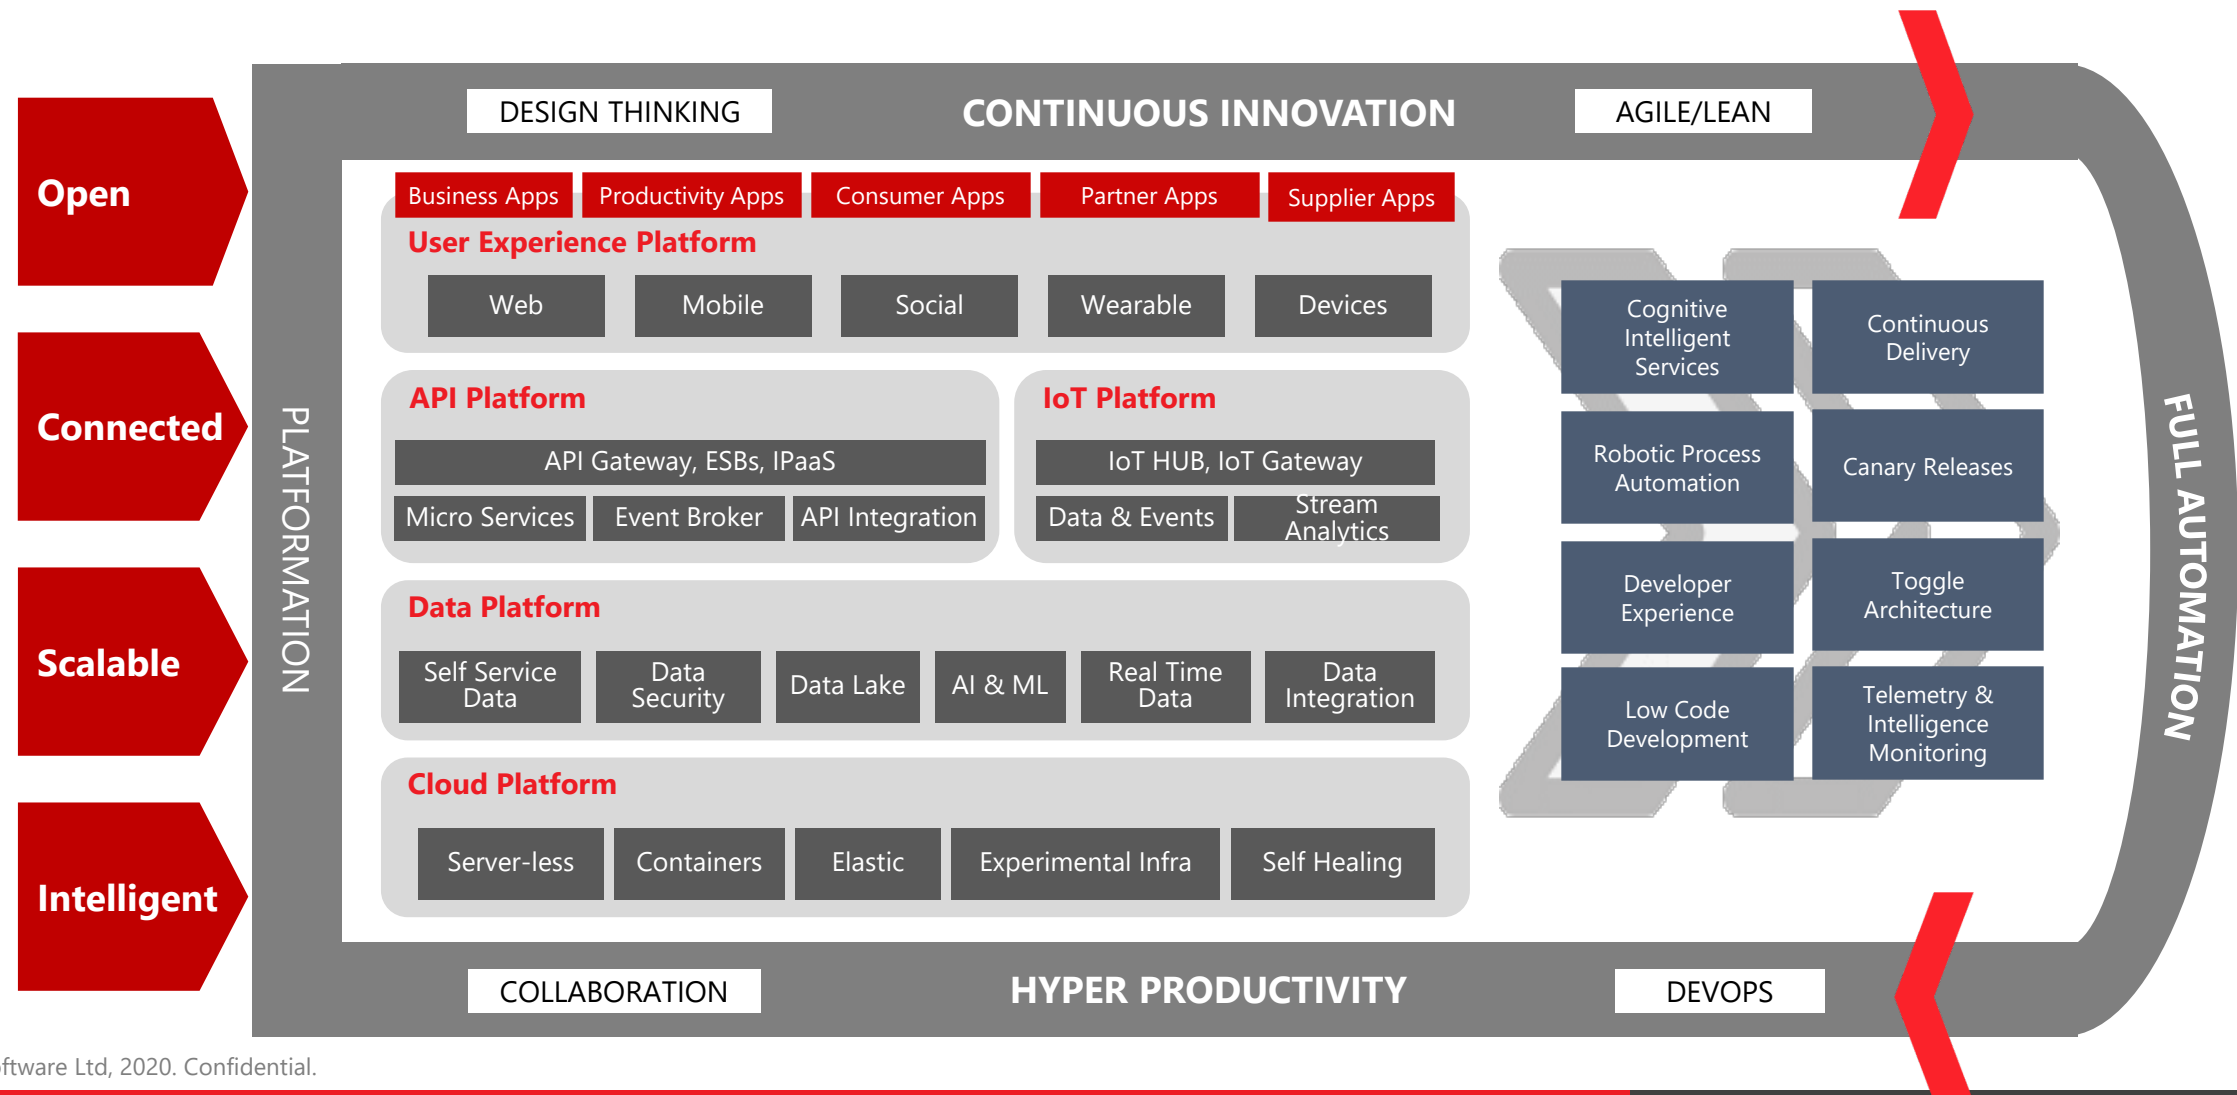 DESIGN THINKING
CONTINUOUS INNOVATION
AGILE/LEAN
Open
Connected
Scalable
Intelligent
PLATFORMATION
Business Apps
Productivity Apps
Consumer Apps
Partner Apps
Supplier Apps
User Experience Platform
Web
Mobile
Social
Wearable
Devices
API Platform
API Gateway, ESBs, IPaaS
Micro Services
Event Broker
API Integration
IoT Platform
IoT HUB, IoT Gateway
Data & Events
Stream
Analytics
Data Platform
Self Service
Data
Data
Security
Data Lake
AI & ML
Real Time
Data
Data
Integration
Cloud Platform
Server-less
Containers
Elastic
Experimental Infra
Self Healing
Cognitive
Intelligent
Services
Continuous
Delivery
Robotic Process
Automation
Canary Releases
Developer
Experience
Toggle
Architecture
Low Code
Development
Telemetry &
Intelligence
Monitoring
FULL AUTOMATION
COLLABORATION
HYPER PRODUCTIVITY
DEVOPS
Ltd, 2020. Confidential.